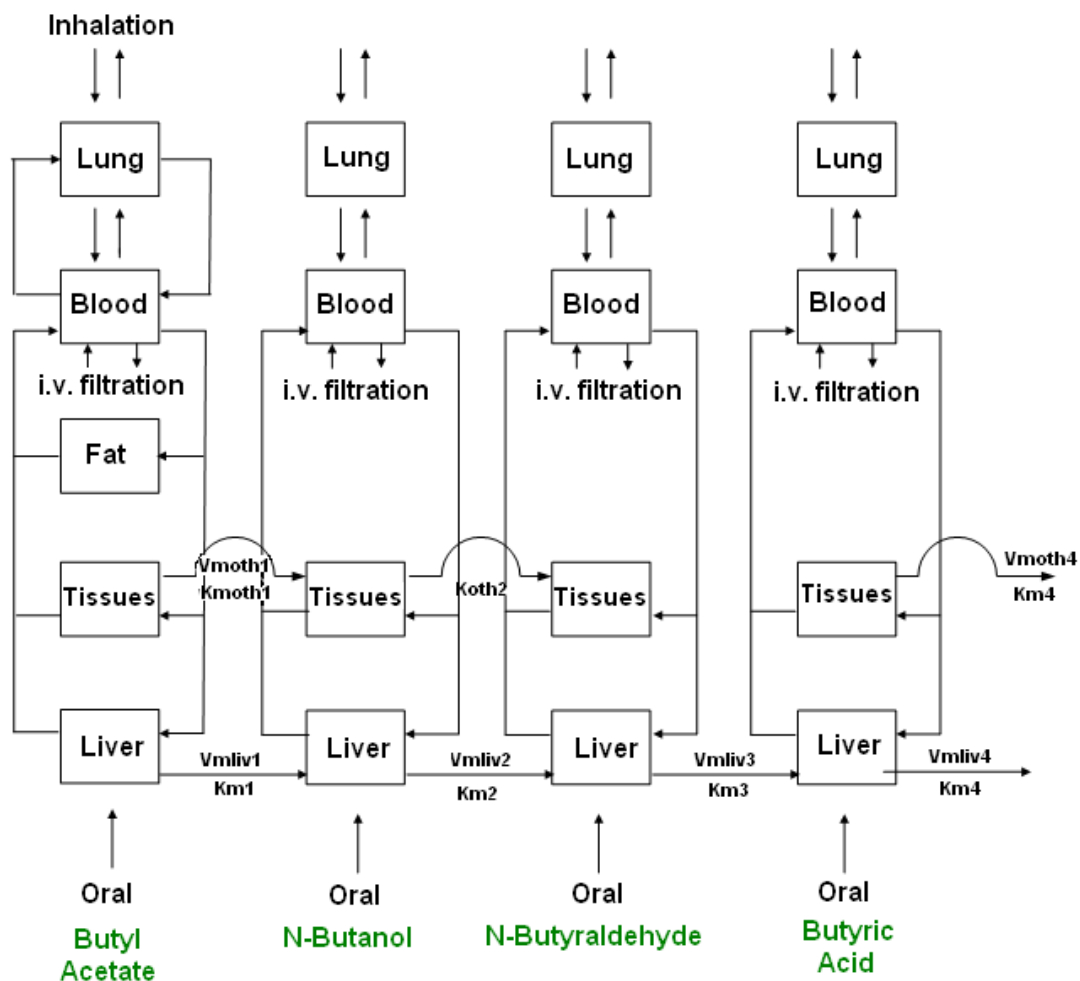 Inhalation
Lung
Lung
Lung
Lung
Blood
Blood
Blood
Blood
i.v. filtration
i.v. filtration
i.v. filtration
i.v. filtration
Fat
Vmoth1
Kmoth1
Koth2
Vmoth4
Km4
Tissues
Tissues
Tissues
Tissues
Liver
Liver
Liver
Liver
Vmliv1
Km1
Vmliv2
Km2
Vmliv3
Km3
Vmliv4
Km4
Oral
Oral
Oral
Oral
Butyl
Acetate
N-Butanol
N-Butyraldehyde
Butyric
Acid